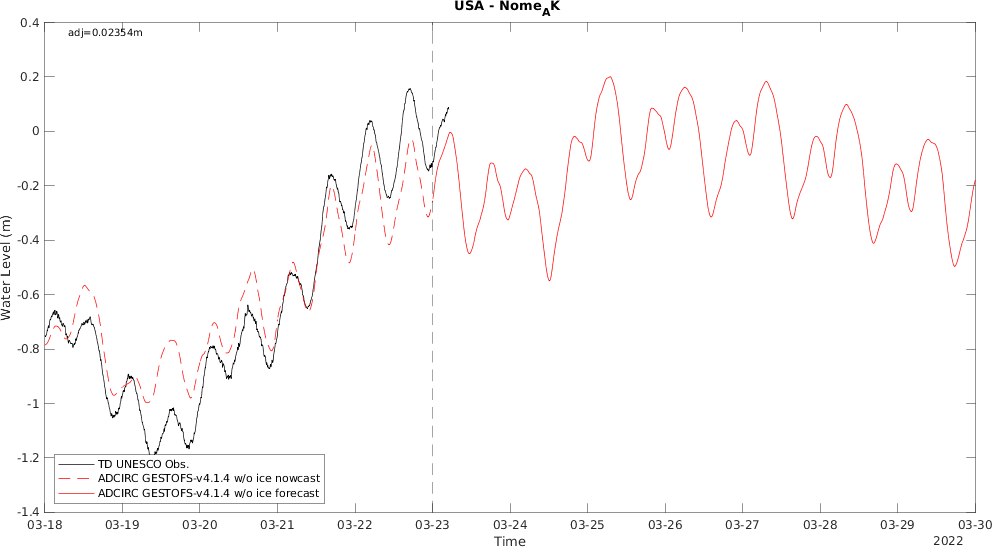 USA - Nome_AK
adj=0.02354m
0.4
0.2
0
-0.2
-0.4
-0.6
-0.8
-1
-1.2
-1.4
Water Level (m)
TD UNESCO Obs.
ADCIRC GESTOFS-v4.1.4 w/o ice nowcast
ADCIRC GESTOFS-v4.1.4 w/o ice forecast
03-18 03-19 03-20 03-21 03-22 03-23 03-24 03-25 03-26 03-27 03-28 03-29 03-30
Time
2022